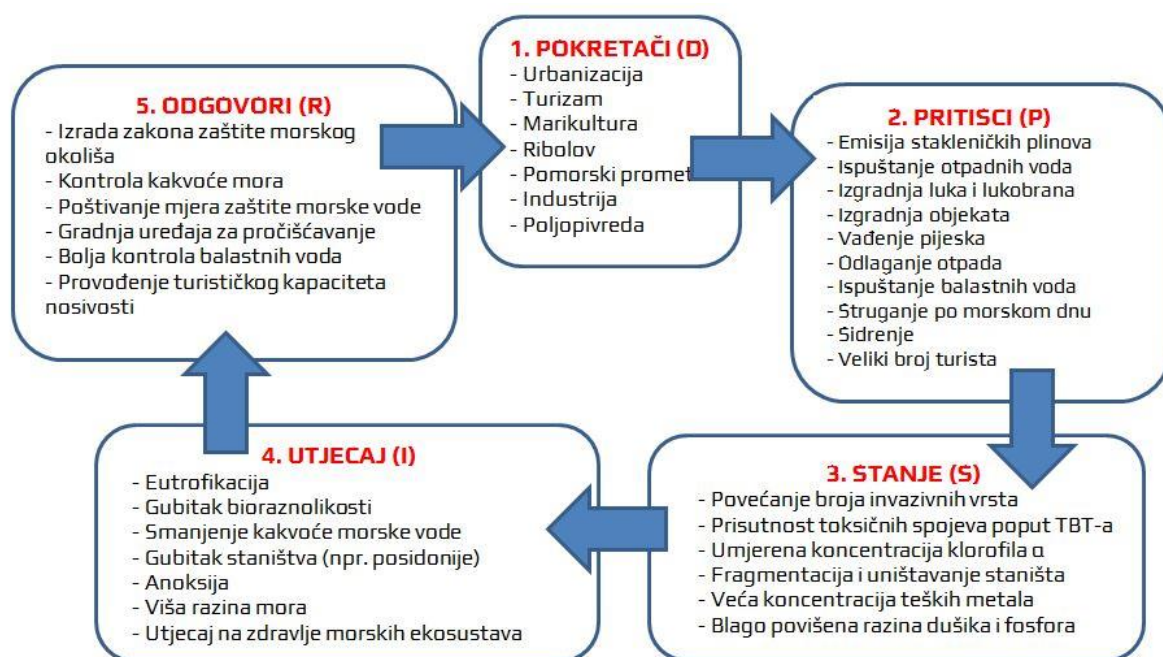 1. POKRETAČI (D)
- Urbanizacija
- Turizam
- Marikultura
- Ribolov
- Pomorski promet
- Industrija
- Poljopivreda
2. PRITISCI (P)
- Emisija stakleničkih plinova
- Ispuštanje otpadnih voda
- Izgradnja luka i lukobrana
- Izgradnja objekata
- Vađenje pijeska
- Odlaganje otpada
- Ispuštanje balastnih voda
- Struganje po morskom dnu
- Sidrenje
- Veliki broj turista
3. STANJE (S)
- Povećanje broja invazivnih vrsta
- Prisutnost toksičnih spojeva poput TBT-a
- Umjerena koncentracija klorofila α
- Fragmentacija i uništavanje staništa
- Veća koncentracija teških metala
- Blago povišena razina dušika i fosfora
4. UTJECAJ (I)
- Eutrofikacija
- Gubitak bioraznolikosti
- Smanjenje kakvoće morske vode
- Gubitak staništva (npr. posidonije)
- Anoksija
- Viša razina mora
- Utjecaj na zdravlje morskih ekosustava
5. ODGOVORI (R)
- Izrada zakona zaštite morskog
okoliša
- Kontrola kakvoće mora
- Poštivanje mjera zaštite morske vode
- Gradnja uređaja za pročišćavanje
- Bolja kontrola balastnih voda
- Provođenje turističkog kapaciteta
nosivosti